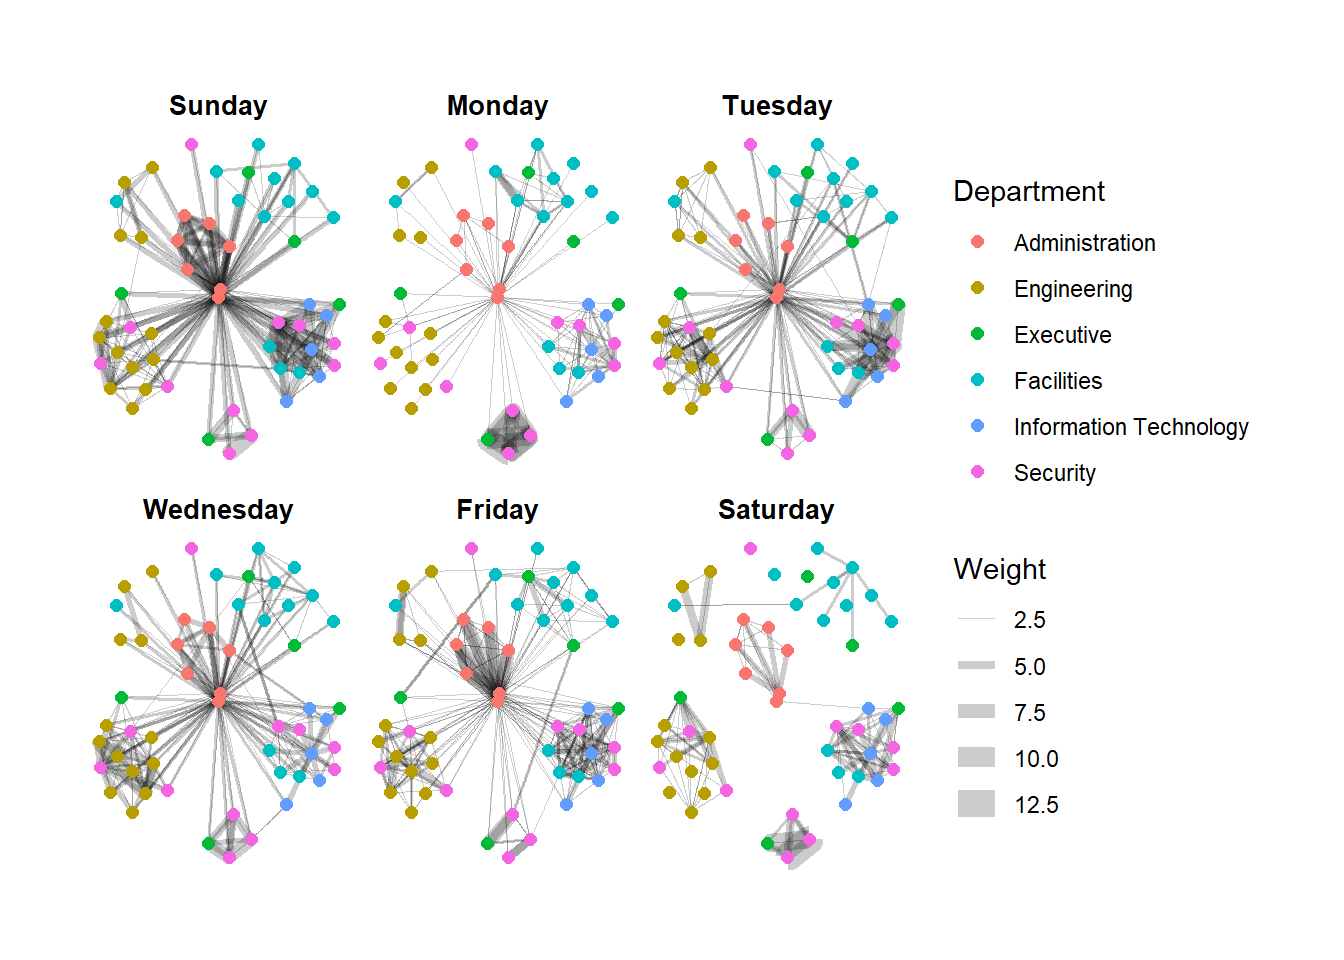 Sunday
Monday
Tuesday
Wednesday
Friday
Saturday
Department
Administration
Engineering
Executive
Facilities
Information Technology
Security
Weight
2.5
5.0
7.5
10.0
12.5